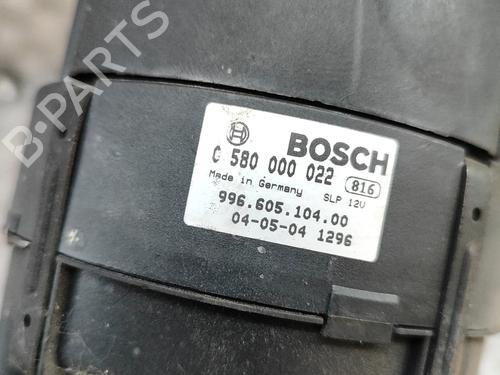 B-PARTS
BOSCH
0 580 000 022 816
Made in Germany SLP 12V
996.605.104.00
04-05-04 1296